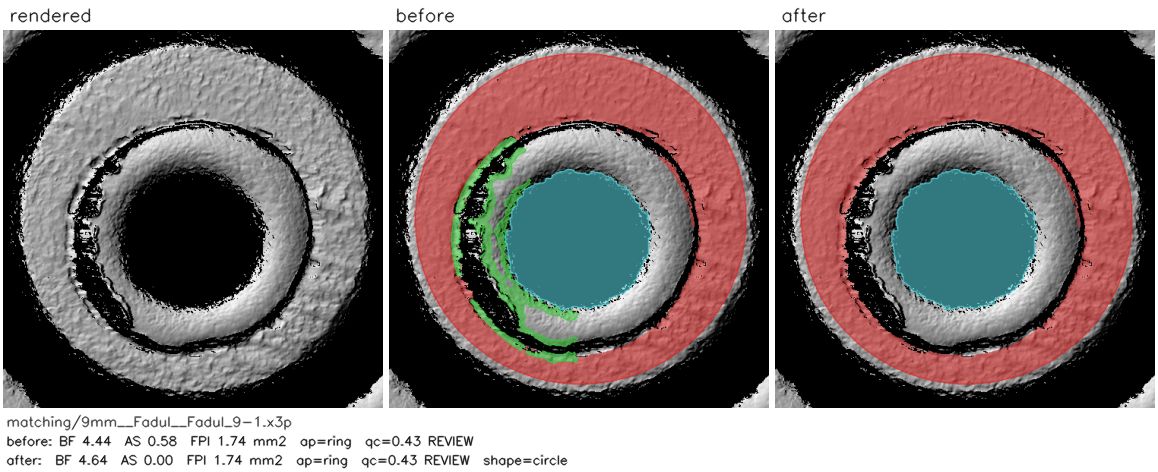 rendered
before
after
matching/9mm__Fadul__Fadul_9-1.x3p
before: BF 4.44 AS 0.58 FPI 1.74 mm2 ap=ring qc=0.43 REVIEW
after: BF 4.64 AS 0.00 FPI 1.74 mm2 ap=ring qc=0.43 REVIEW shape=circle